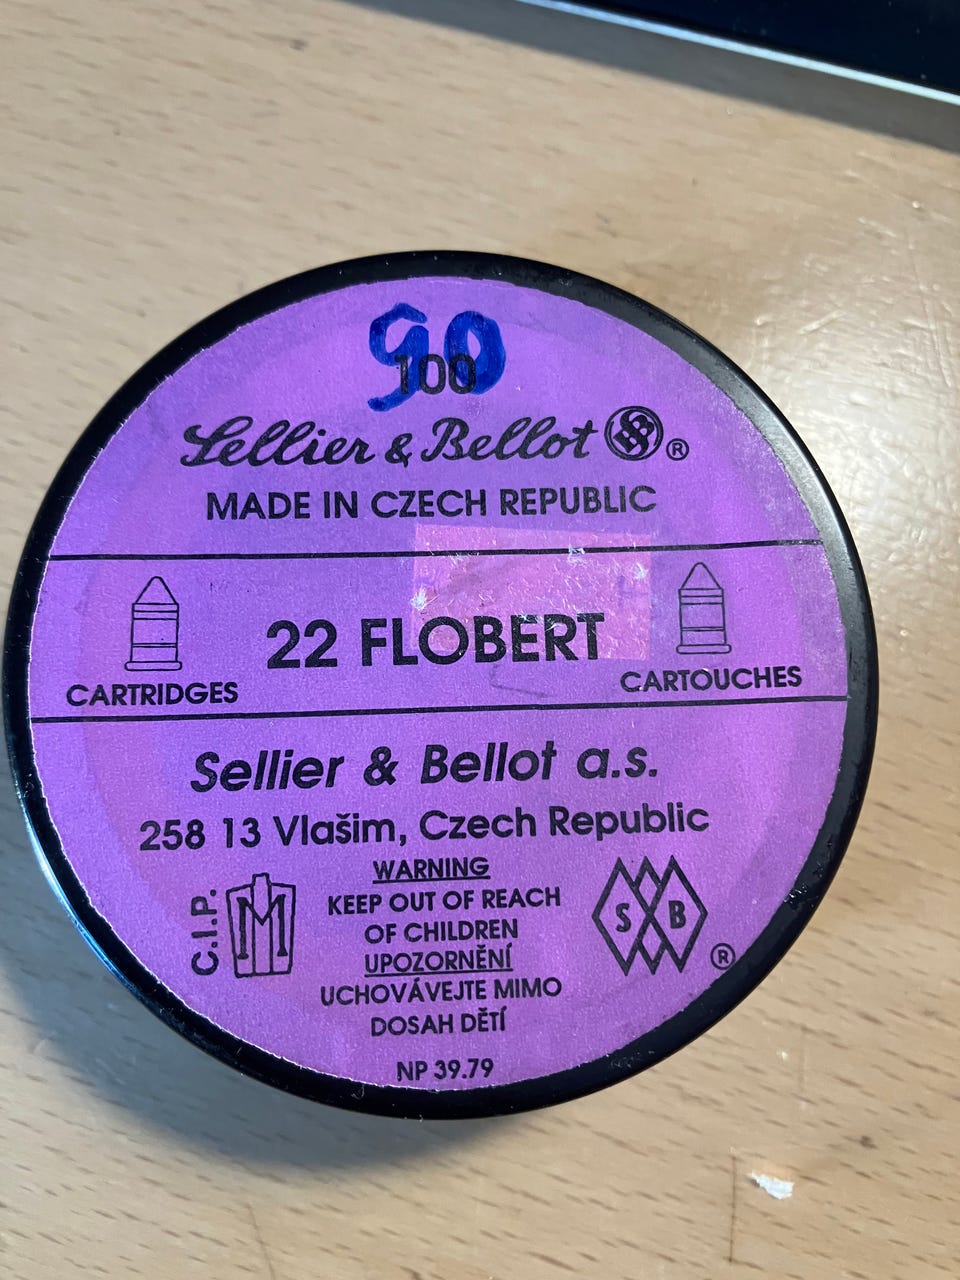 90
100
Sellier & Bellot SB ®
MADE IN CZECH REPUBLIC
22 FLOBERT
CARTRIDGES
CARTOUCHES
Sellier & Bellot a.s.
258 13 Vlašim, Czech Republic
WARNING
KEEP OUT OF REACH
OF CHILDREN
UPOZORNĚNÍ
UCHOVÁVEJTE MIMO
DOSAH DĚTÍ
NP 39.79
C.I.P.
S B ®